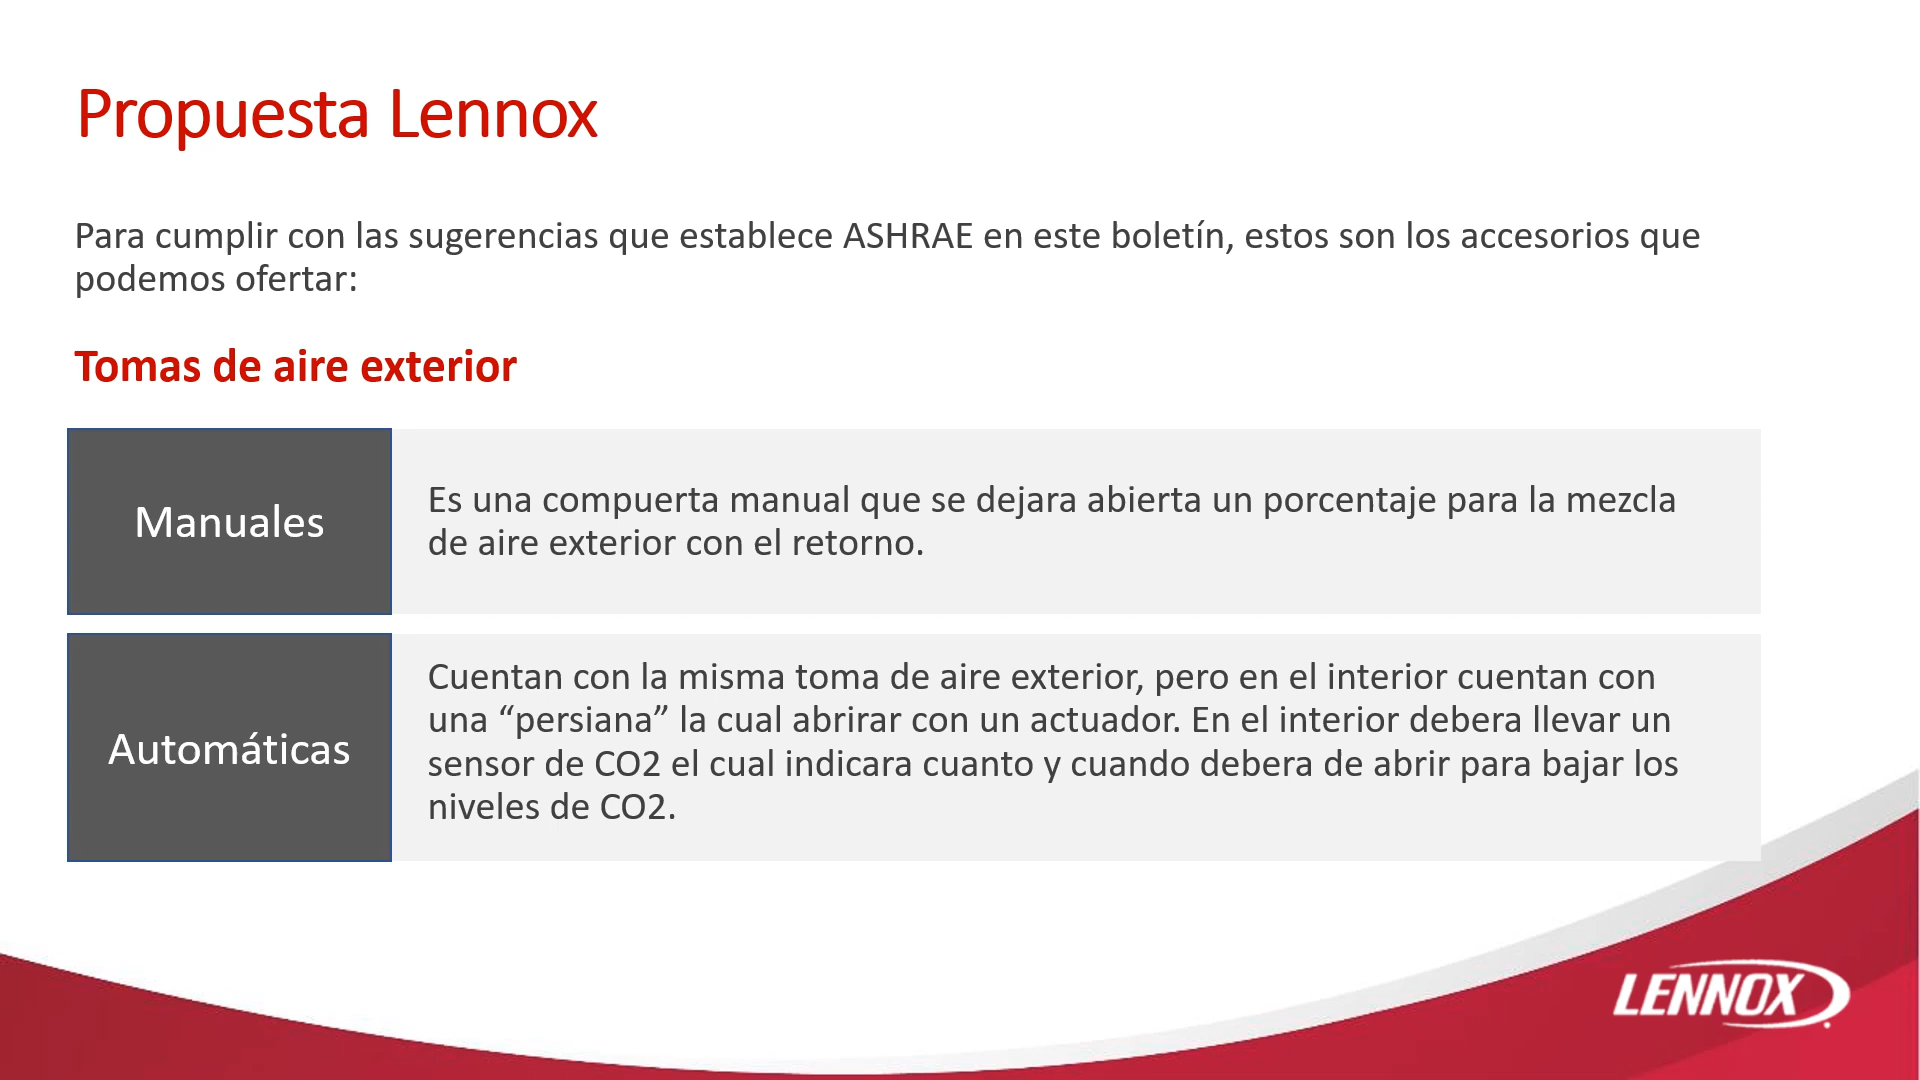 Propuesta Lennox
Para cumplir con las sugerencias que establece ASHRAE en este boletín, estos son los accesorios que
podemos ofertar:
Tomas de aire exterior
Manuales
Es una compuerta manual que se dejara abierta un porcentaje para la mezcla
de aire exterior con el retorno.
Automáticas
Cuentan con la misma toma de aire exterior, pero en el interior cuentan con
una “persiana” la cual abrirar con un actuador. En el interior debera llevar un
sensor de CO2 el cual indicara cuanto y cuando debera de abrir para bajar los
niveles de CO2.
LENNOX